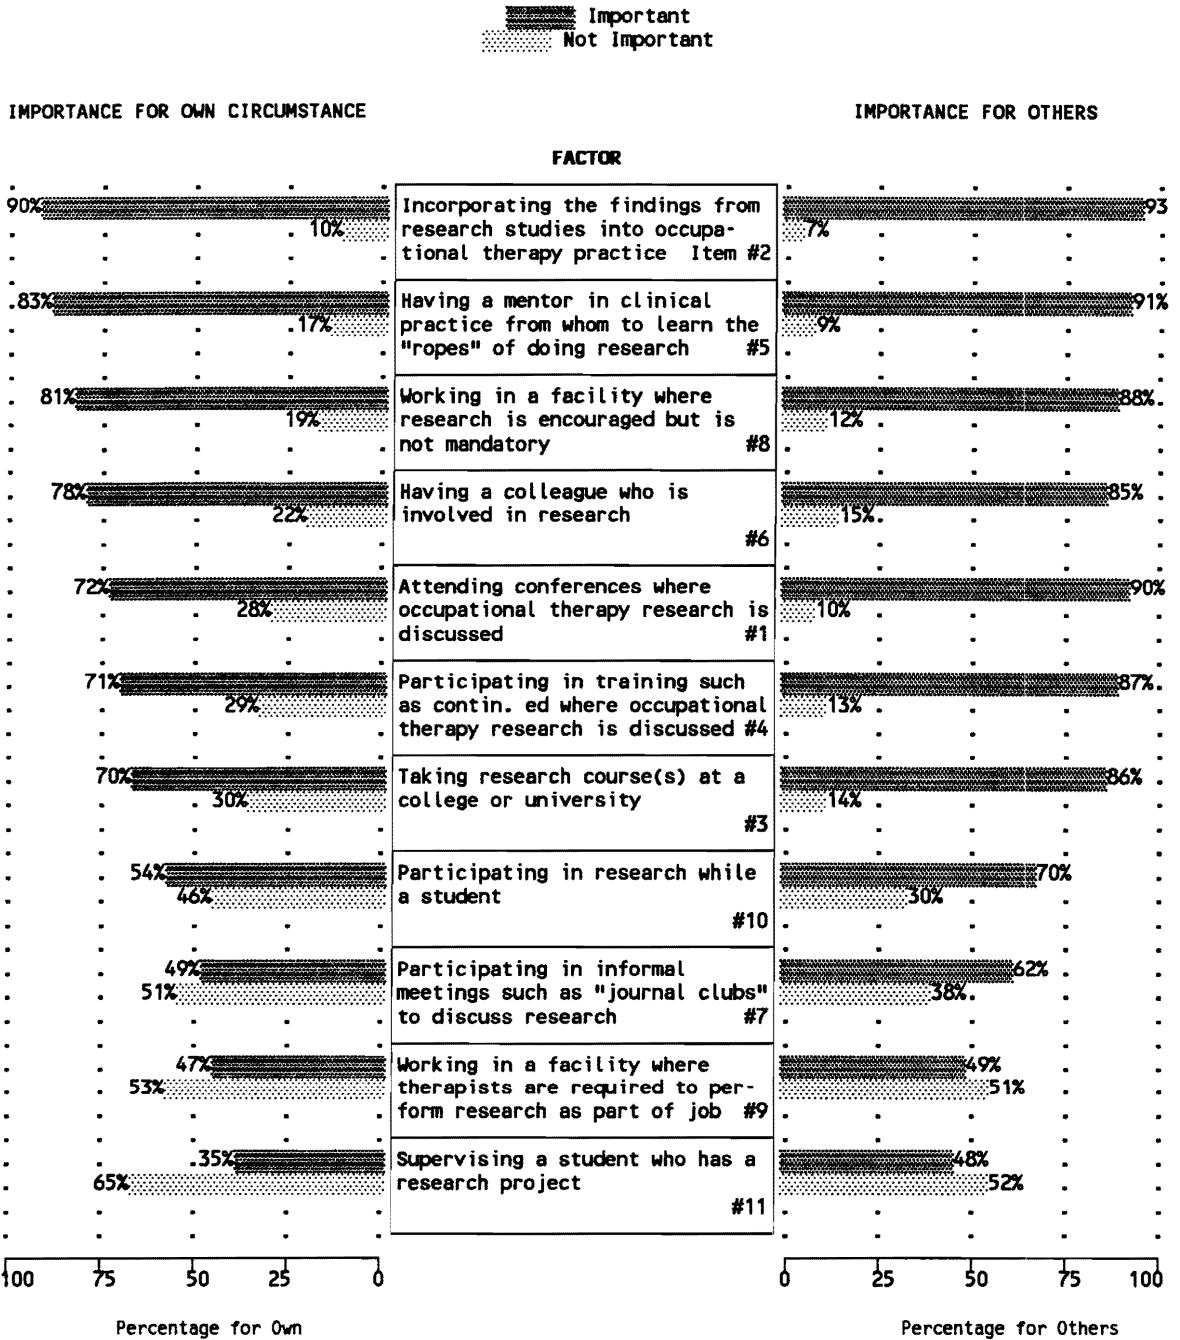 Important
Not Important
IMPORTANCE FOR OWN CIRCUMSTANCE
IMPORTANCE FOR OTHERS
FACTOR
90%
10%
Incorporating the findings from
research studies into occupa-
tional therapy practice Item #2
93
7%
83%
17%
Having a mentor in clinical
practice from whom to learn the
"ropes" of doing research #5
91%
9%
81%
19%
Working in a facility where
research is encouraged but is
not mandatory #8
88%
12%
78%
22%
Having a colleague who is
involved in research
#6
85%
15%
72%
28%
Attending conferences where
occupational therapy research is
discussed #1
90%
10%
71%
29%
Participating in training such
as contin. ed where occupational
therapy research is discussed #4
87%
13%
70%
30%
Taking research course(s) at a
college or university
#3
86%
14%
54%
46%
Participating in research while
a student
#10
70%
30%
49%
51%
Participating in informal
meetings such as "journal clubs"
to discuss research #7
62%
38%
47%
53%
Working in a facility where
therapists are required to per-
form research as part of job #9
49%
51%
35%
65%
Supervising a student who has a
research project
#11
48%
52%
100 75 50 25 0
0 25 50 75 100
Percentage for Own
Percentage for Others